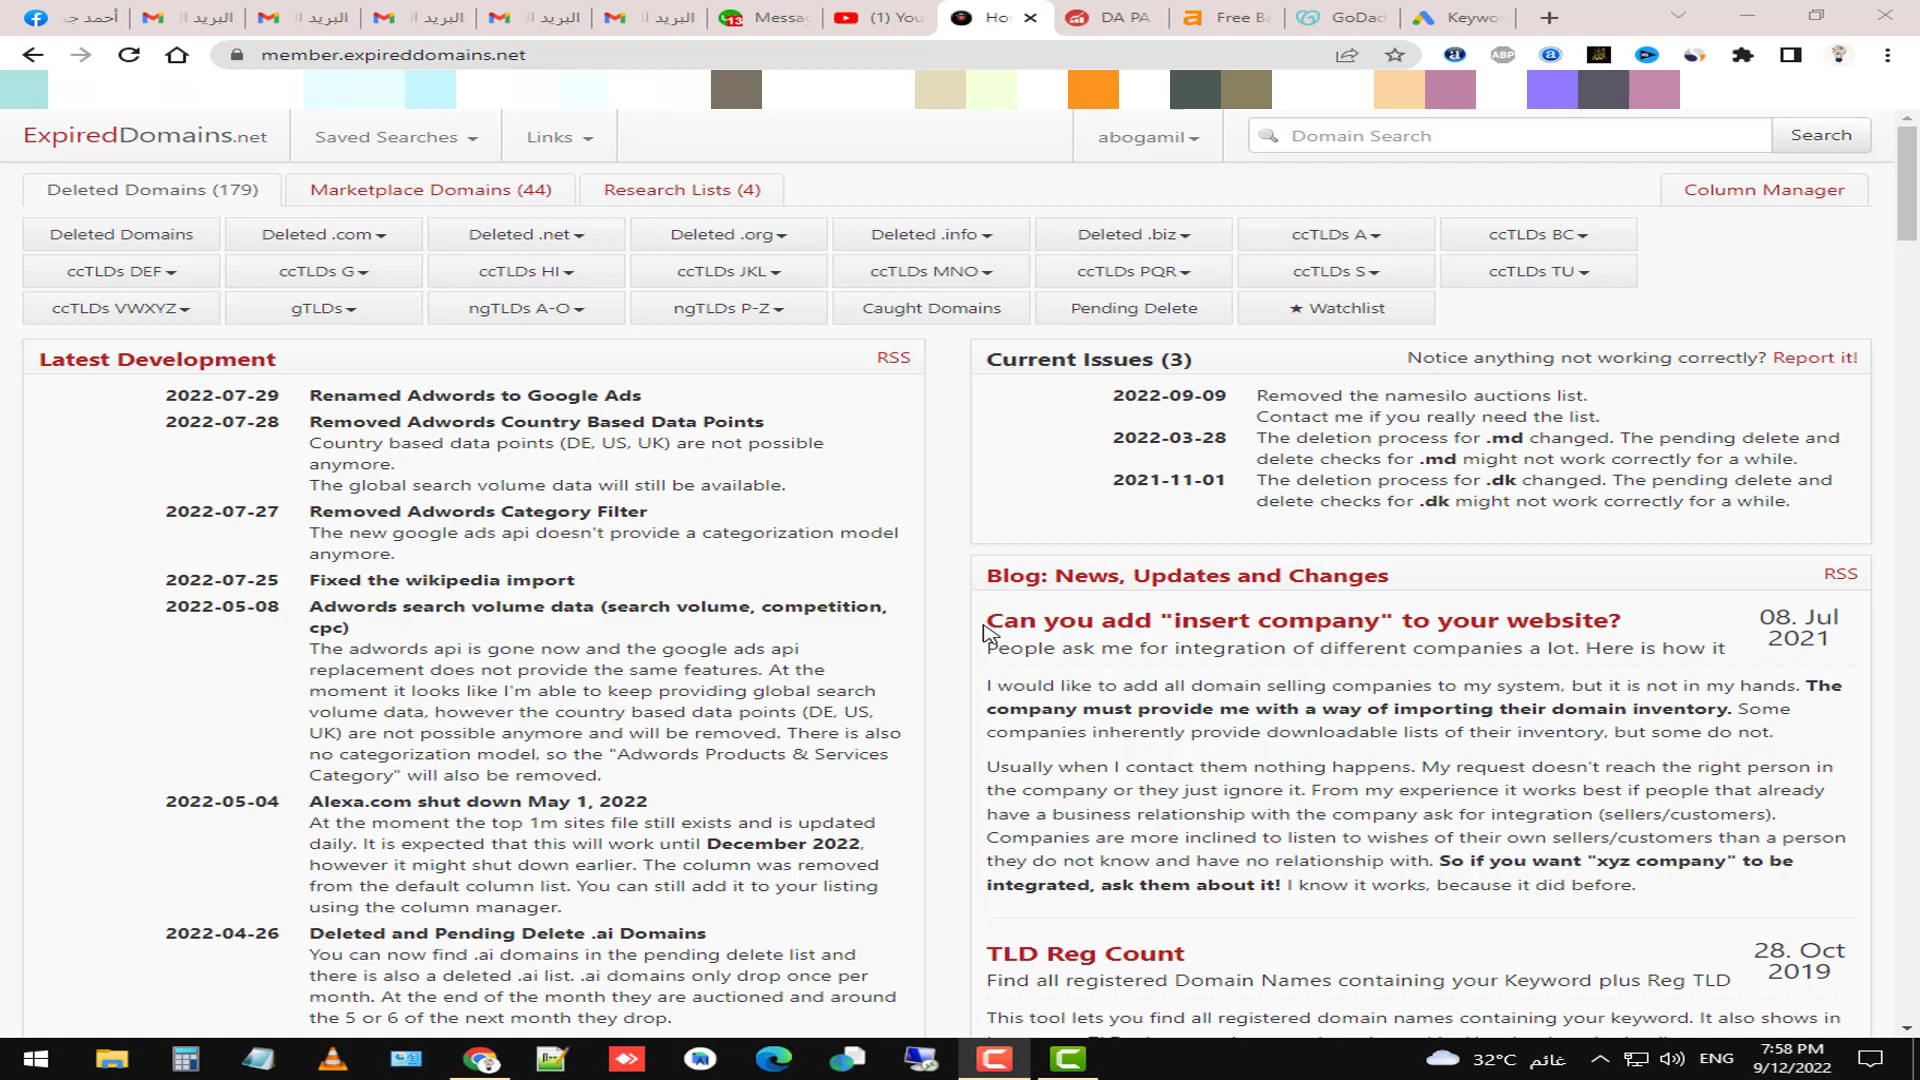 أحمد جم
البريد ال
البريد ال
البريد ال
البريد ال
البريد ال
13 Messa
(1) You
Ho
DA PA
Free Ba
GoDad
Keywo
member.expireddomains.net
ExpiredDomains.net
Saved Searches
Links
abogamil
Domain Search
Search
Deleted Domains (179)
Marketplace Domains (44)
Research Lists (4)
Column Manager
Deleted Domains
Deleted .com
Deleted .net
Deleted .org
Deleted .info
Deleted .biz
ccTLDs A
ccTLDs BC
ccTLDs DEF
ccTLDs G
ccTLDs HI
ccTLDs JKL
ccTLDs MNO
ccTLDs PQR
ccTLDs S
ccTLDs TU
ccTLDs VWXYZ
gTLDs
ngTLDs A-O
ngTLDs P-Z
Caught Domains
Pending Delete
★ Watchlist
Latest Development
RSS
2022-07-29 Renamed Adwords to Google Ads
2022-07-28 Removed Adwords Country Based Data Points
Country based data points (DE, US, UK) are not possible
anymore.
The global search volume data will still be available.
2022-07-27 Removed Adwords Category Filter
The new google ads api doesn't provide a categorization model
anymore.
2022-07-25 Fixed the wikipedia import
2022-05-08 Adwords search volume data (search volume, competition,
cpc)
The adwords api is gone now and the google ads api
replacement does not provide the same features. At the
moment it looks like I'm able to keep providing global search
volume data, however the country based data points (DE, US,
UK) are not possible anymore and will be removed. There is also
no categorization model, so the "Adwords Products & Services
Category" will also be removed.
2022-05-04 Alexa.com shut down May 1, 2022
At the moment the top 1m sites file still exists and is updated
daily. It is expected that this will work until December 2022,
however it might shut down earlier. The column was removed
from the default column list. You can still add it to your listing
using the column manager.
2022-04-26 Deleted and Pending Delete .ai Domains
You can now find .ai domains in the pending delete list and
there is also a deleted .ai list. .ai domains only drop once per
month. At the end of the month they are auctioned and around
the 5 or 6 of the next month they drop.
Current Issues (3)
Notice anything not working correctly? Report it!
2022-09-09 Removed the namesilo auctions list.
Contact me if you really need the list.
2022-03-28 The deletion process for .md changed. The pending delete and
delete checks for .md might not work correctly for a while.
2021-11-01 The deletion process for .dk changed. The pending delete and
delete checks for .dk might not work correctly for a while.
Blog: News, Updates and Changes
RSS
Can you add "insert company" to your website?
08. Jul
2021
People ask me for integration of different companies a lot. Here is how it
I would like to add all domain selling companies to my system, but it is not in my hands. The
company must provide me with a way of importing their domain inventory. Some
companies inherently provide downloadable lists of their inventory, but some do not.
Usually when I contact them nothing happens. My request doesn't reach the right person in
the company or they just ignore it. From my experience it works best if people that already
have a business relationship with the company ask for integration (sellers/customers).
Companies are more inclined to listen to wishes of their own sellers/customers than a person
they do not know and have no relationship with. So if you want "xyz company" to be
integrated, ask them about it! I know it works, because it did before.
TLD Reg Count
28. Oct
2019
Find all registered Domain Names containing your Keyword plus Reg TLD
This tool lets you find all registered domain names containing your keyword. It also shows in
32°C غائم
ENG
7:58 PM
9/12/2022